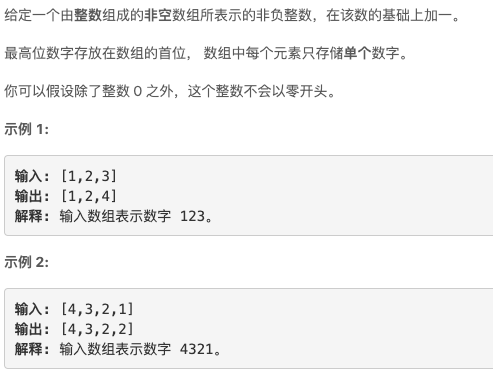 给定一个由整数组成的非空数组所表示的非负整数，在该数的基础上加一。
最高位数字存放在数组的首位， 数组中每个元素只存储单个数字。
你可以假设除了整数 0 之外，这个整数不会以零开头。
示例 1:
输入: [1,2,3]
输出: [1,2,4]
解释: 输入数组表示数字 123。
示例 2:
输入: [4,3,2,1]
输出: [4,3,2,2]
解释: 输入数组表示数字 4321。